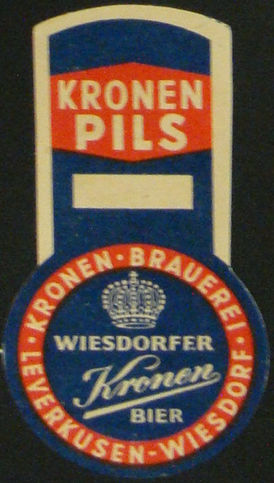 KRONEN
PILS
KRONEN · BRAUEREI ·
LEVERKUSEN-WIESDORF ·
WIESDORFER
Kronen
BIER